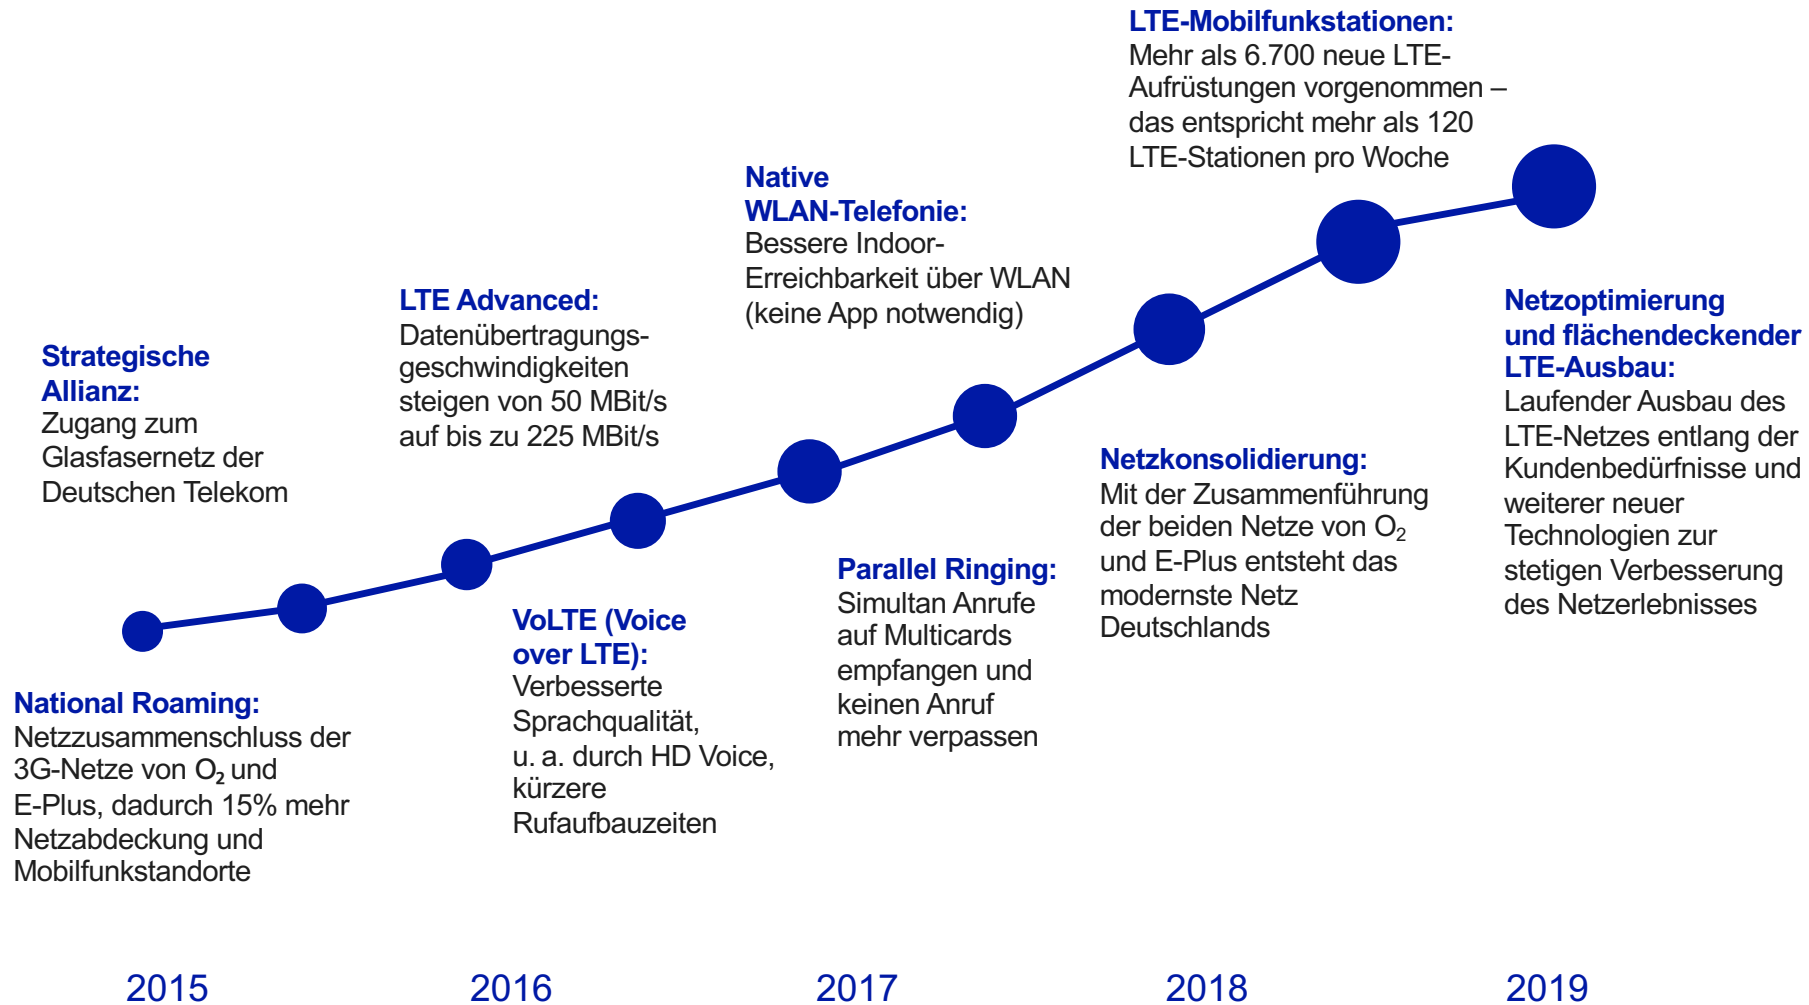 LTE-Mobilfunkstationen:
Mehr als 6.700 neue LTE-
Aufrüstungen vorgenommen –
das entspricht mehr als 120
LTE-Stationen pro Woche
Native
WLAN-Telefonie:
Bessere Indoor-
Erreichbarkeit über WLAN
(keine App notwendig)
LTE Advanced:
Datenübertragungs-
geschwindigkeiten
steigen von 50 MBit/s
auf bis zu 225 MBit/s
Strategische
Allianz:
Zugang zum
Glasfasernetz der
Deutschen Telekom
National Roaming:
Netzzusammenschluss der
3G-Netze von O₂ und
E-Plus, dadurch 15% mehr
Netzabdeckung und
Mobilfunkstandorte
VoLTE (Voice
over LTE):
Verbesserte
Sprachqualität,
u. a. durch HD Voice,
kürzere
Rufaufbauzeiten
Parallel Ringing:
Simultan Anrufe
auf Multicards
empfangen und
keinen Anruf
mehr verpassen
Netzkonsolidierung:
Mit der Zusammenführung
der beiden Netze von O₂
und E-Plus entsteht das
modernste Netz
Deutschlands
Netzoptimierung
und flächendeckender
LTE-Ausbau:
Laufender Ausbau des
LTE-Netzes entlang der
Kundenbedürfnisse und
weiterer neuer
Technologien zur
stetigen Verbesserung
des Netzerlebnisses
2015
2016
2017
2018
2019